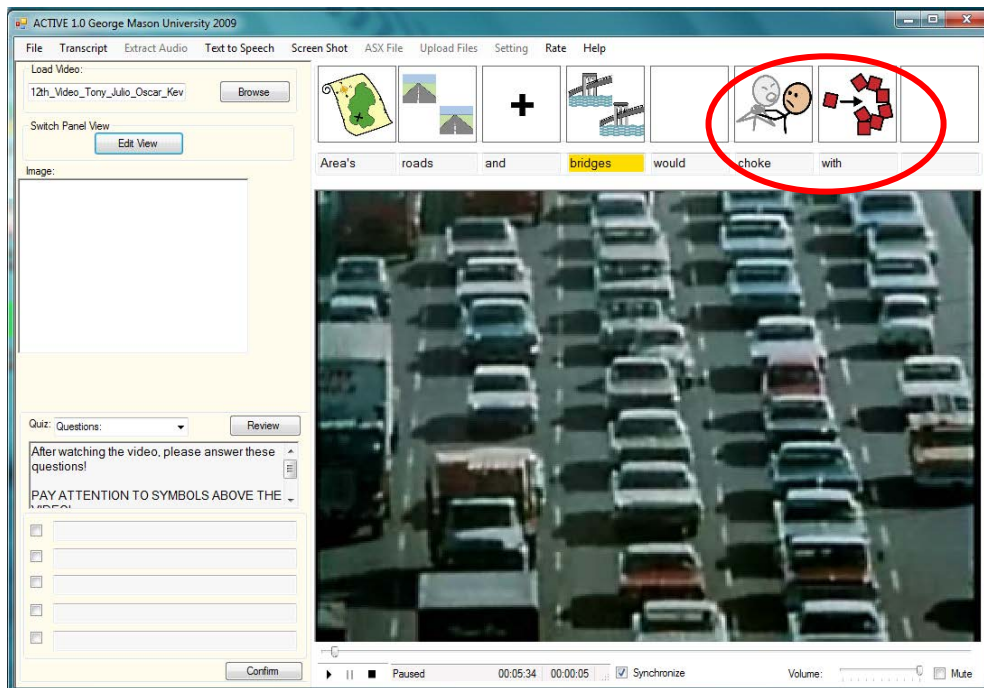 ACTIVE 1.0 George Mason University 2009
File Transcript Extract Audio Text to Speech Screen Shot ASX File Upload Files Setting Rate Help
Load Video:
12th_Video_Tony_Julio_Oscar_Kev Browse
Switch Panel View
Edit View
Image:
Area's roads and bridges would choke with
Quiz: Questions: Review
After watching the video, please answer these
questions!
PAY ATTENTION TO SYMBOLS ABOVE THE
Confirm
Paused 00:05:34 00:00:05 Synchronize Volume: Mute